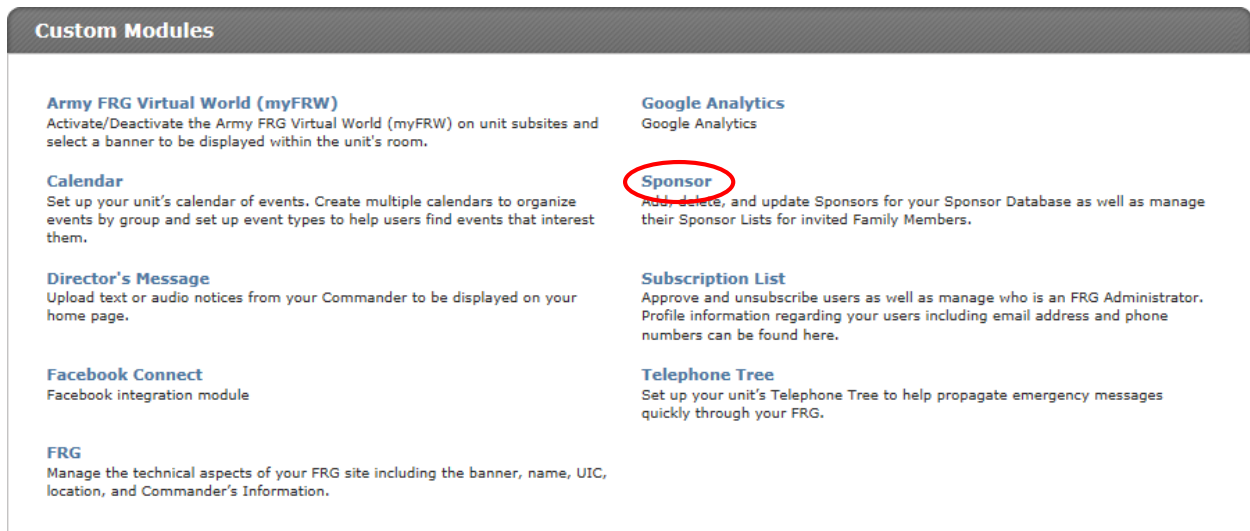 Custom Modules
Army FRG Virtual World (myFRW)
Activate/Deactivate the Army FRG Virtual World (myFRW) on unit subsites and
select a banner to be displayed within the unit's room.
Calendar
Set up your unit's calendar of events. Create multiple calendars to organize
events by group and set up event types to help users find events that interest
them.
Director's Message
Upload text or audio notices from your Commander to be displayed on your
home page.
Facebook Connect
Facebook integration module
FRG
Manage the technical aspects of your FRG site including the banner, name, UIC,
location, and Commander's Information.
Google Analytics
Google Analytics
Sponsor
Add, delete, and update Sponsors for your Sponsor Database as well as manage
their Sponsor Lists for invited Family Members.
Subscription List
Approve and unsubscribe users as well as manage who is an FRG Administrator.
Profile information regarding your users including email address and phone
numbers can be found here.
Telephone Tree
Set up your unit's Telephone Tree to help propagate emergency messages
quickly through your FRG.